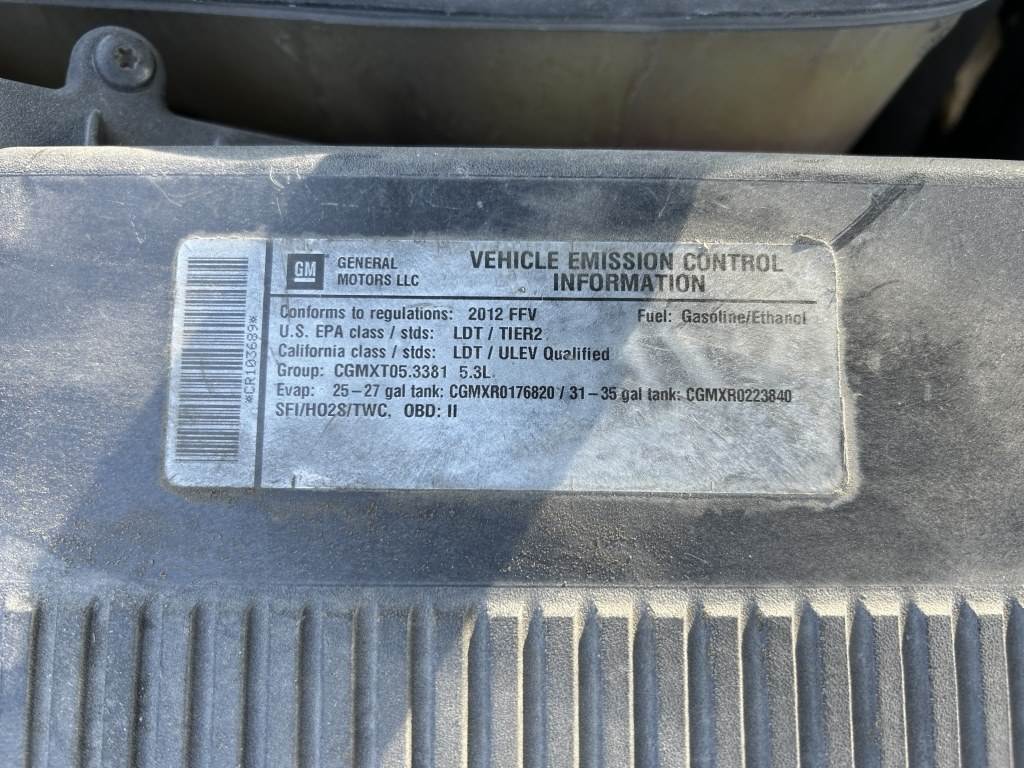 *CR103689*
GM
GENERAL
MOTORS LLC
VEHICLE EMISSION CONTROL
INFORMATION
Conforms to regulations: 2012 FFV Fuel: Gasoline/Ethanol
U.S. EPA class / stds: LDT / TIER2
California class / stds: LDT / ULEV Qualified
Group: CGMXT05.3381 5.3L
Evap: 25-27 gal tank: CGMXR0176820 / 31-35 gal tank: CGMXR0223840
SFI/HO2S/TWC, OBD: II